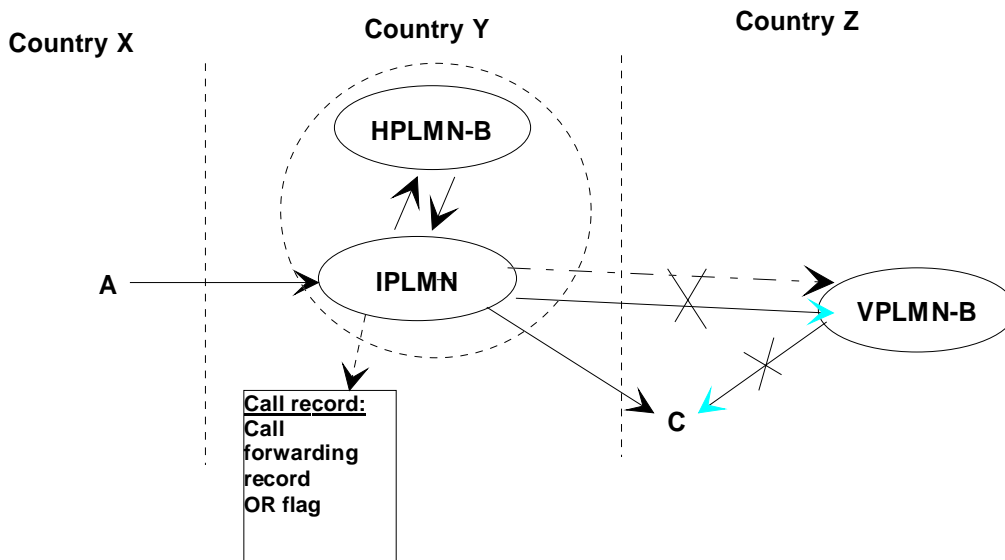 Country X
Country Y
Country Z
HPLMN-B
A
IPLMN
VPLMN-B
C
Call record:
Call
forwarding
record
OR flag